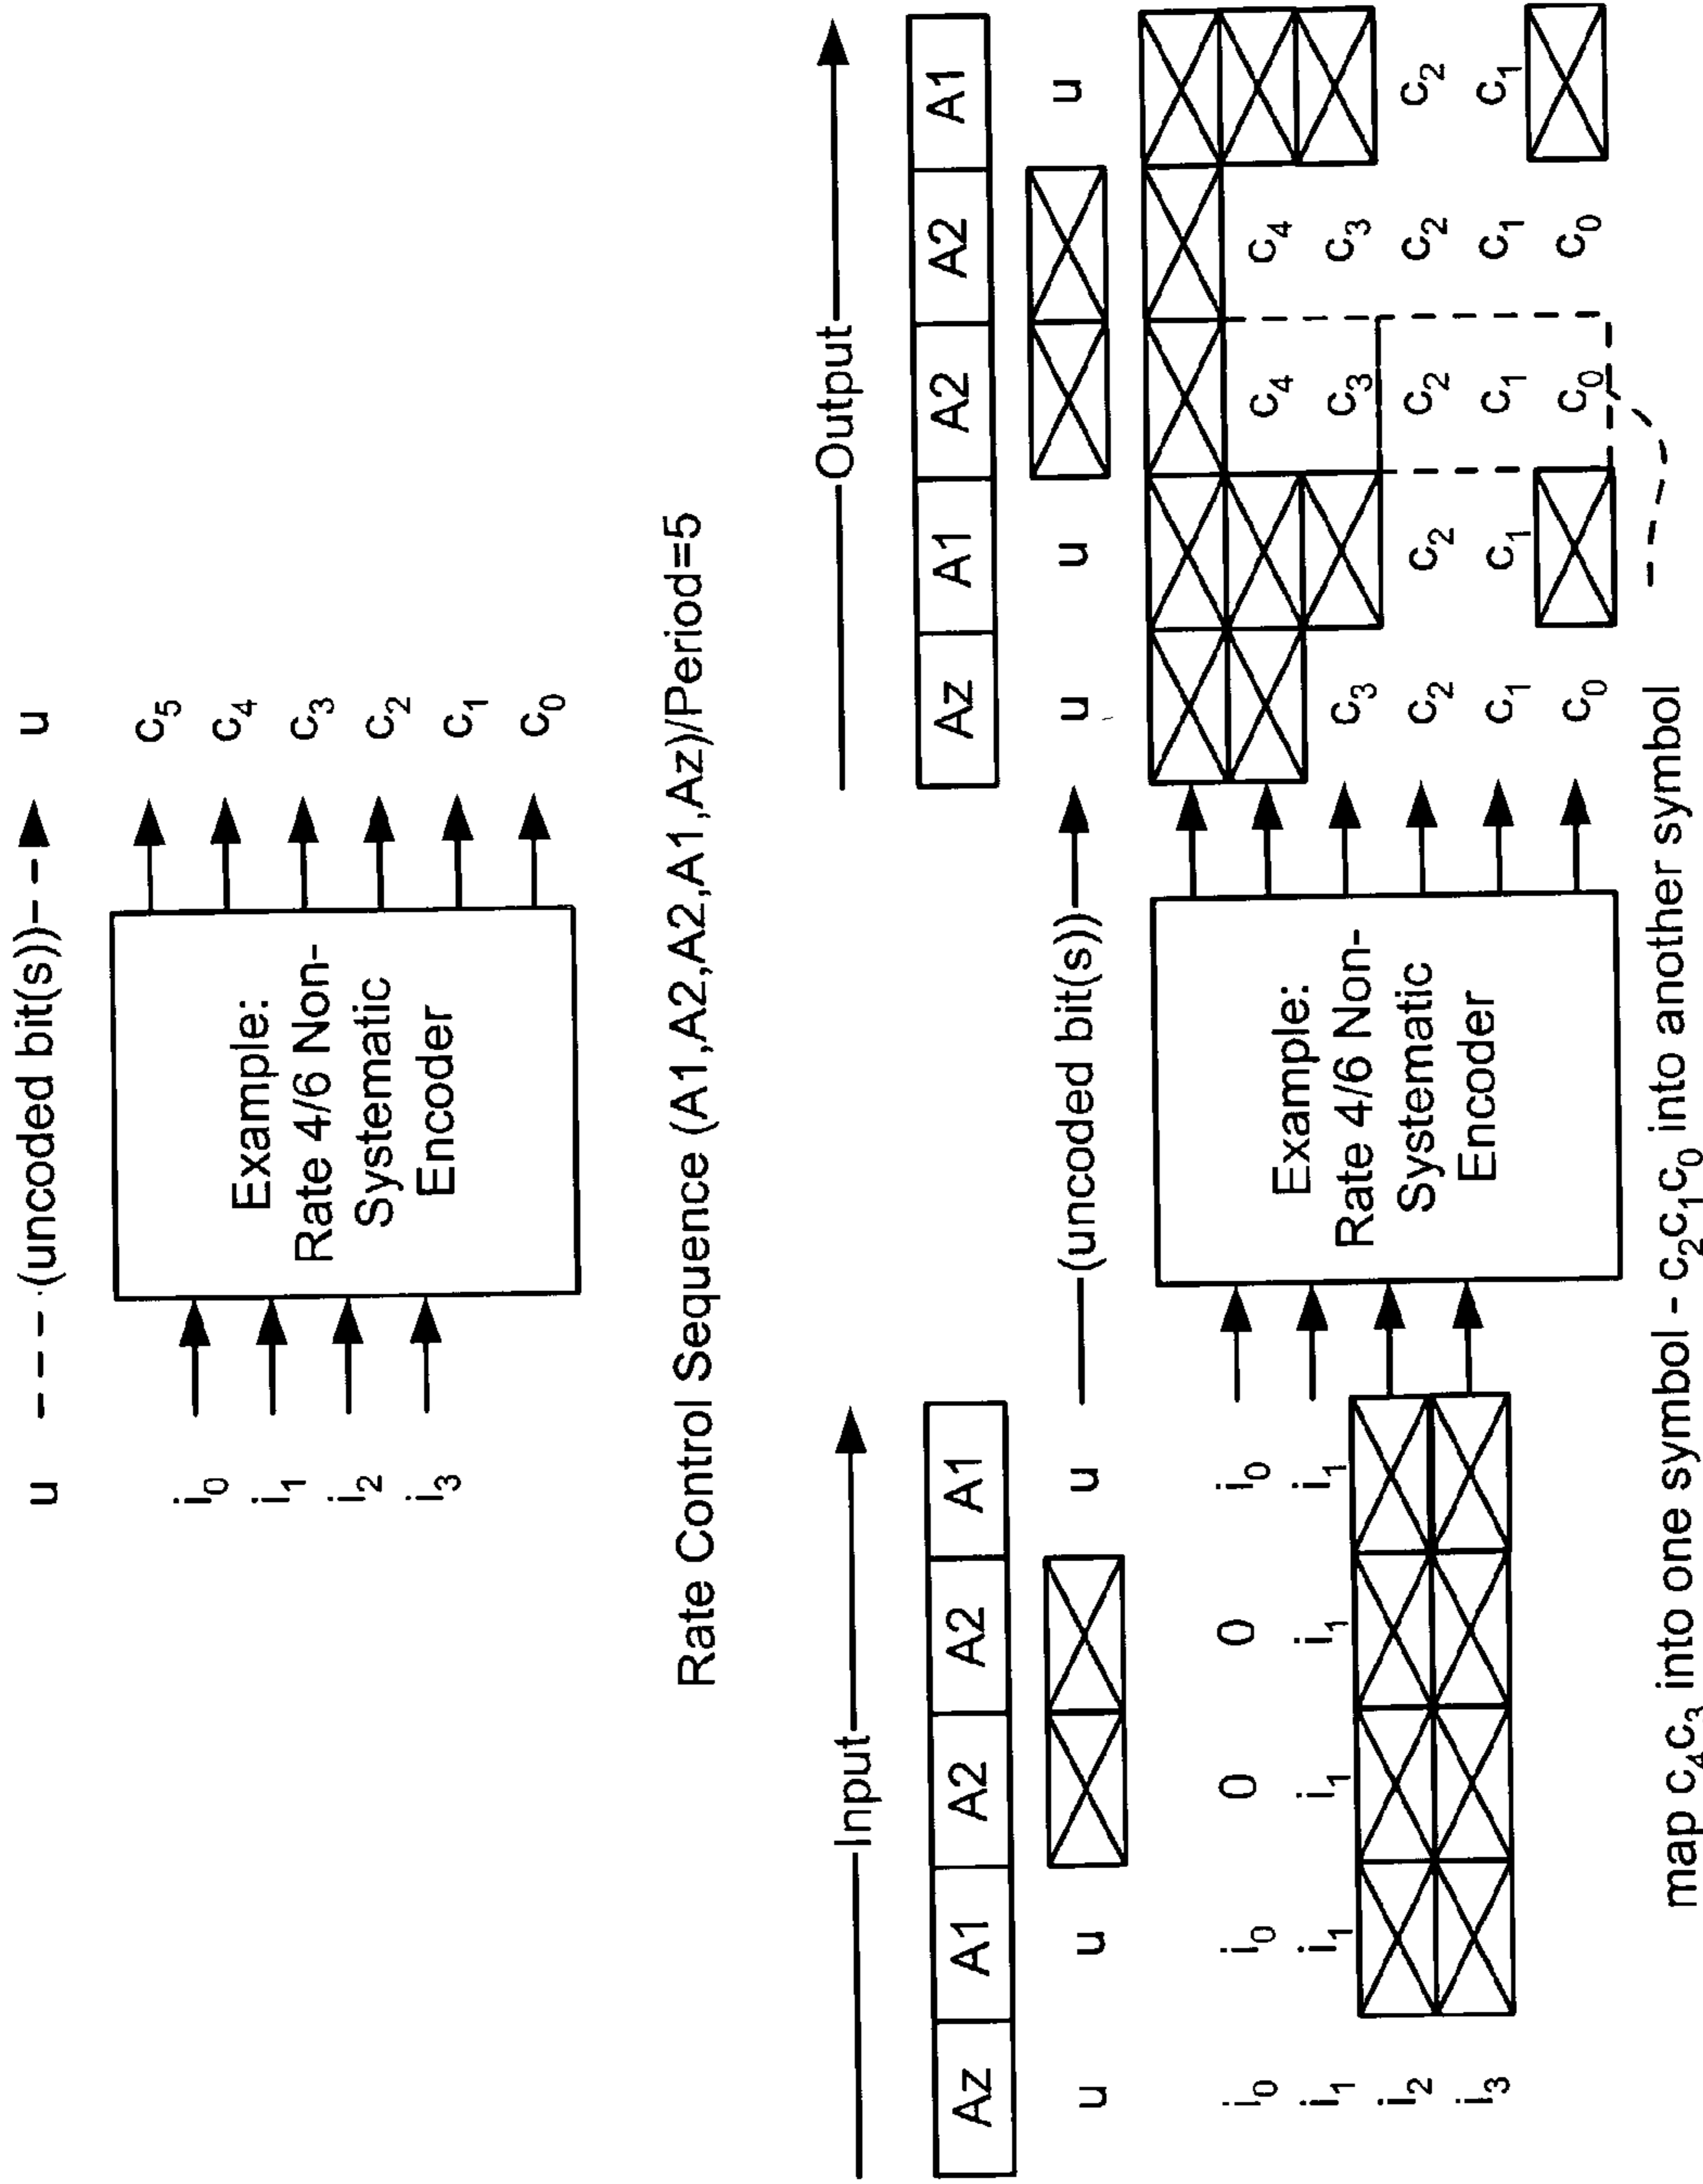 u ----(uncoded bit(s))--- u
i₀
i₁
i₂
i₃
Example:
Rate 4/6 Non-
Systematic
Encoder
c₅
c₄
c₃
c₂
c₁
c₀
Rate Control Sequence (A1,A2,A2,A1,Az)/Period=5
Input
Az A1 A2 A2 A1
u u u
i₀ i₀ 0 0 i₀
i₁ i₁ i₁ i₁ i₁
i₂
i₃
(uncoded bit(s))
Example:
Rate 4/6 Non-
Systematic
Encoder
Output
Az A1 A2 A2 A1
u u u
c₄ c₄
c₃ c₃ c₃
c₂ c₂ c₂ c₂ c₂
c₁ c₁ c₁ c₁ c₁
c₀ c₀ c₀
map c₄c₃ into one symbol - c₂c₁c₀ into another symbol